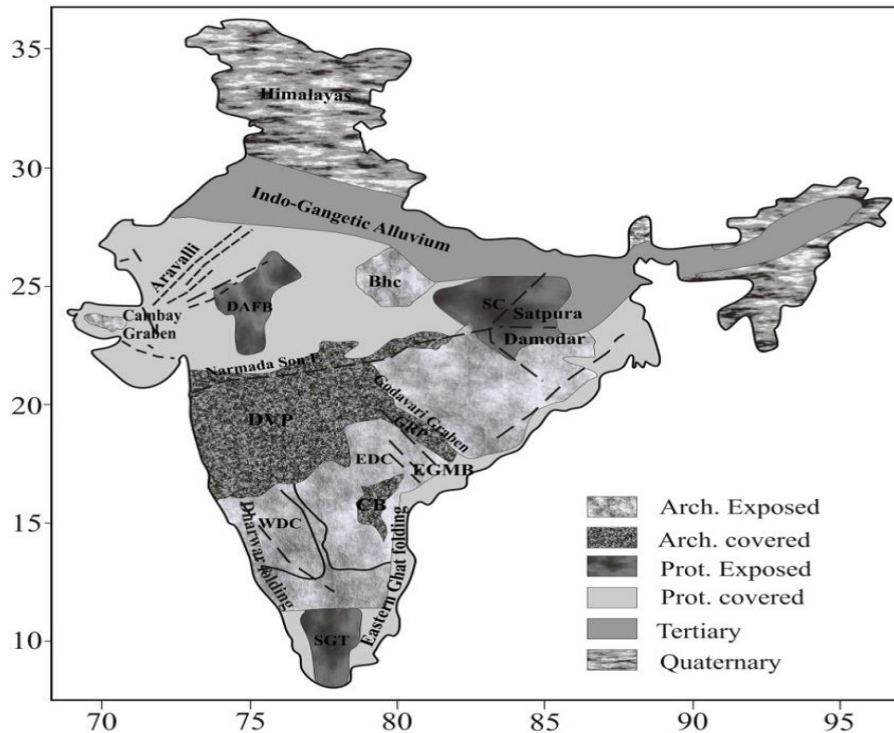 35
30
25
20
15
10
70
75
80
85
90
95
Himalayas
Indo-Gangetic Alluvium
Aravalli
Bhc
DAFB
SC
Cambay
Graben
Satpura
Damodar
Narmada Son F.
Godavari Graben
DVP
GRP
EDC
EGMB
CB
WDC
Dharwar folding
Eastern Ghat folding
SGT
Arch. Exposed
Arch. covered
Prot. Exposed
Prot. covered
Tertiary
Quaternary